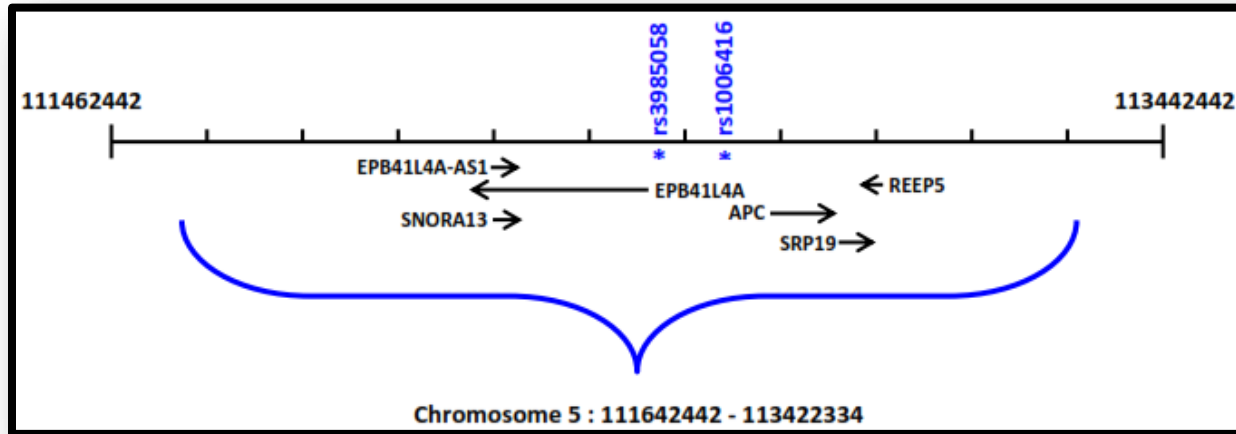 * rs3985058
* rs1006416
111462442
113442442
EPB41L4A-AS1
EPB41L4A
REEP5
SNORA13
APC
SRP19
Chromosome 5 : 111642442 - 113422334